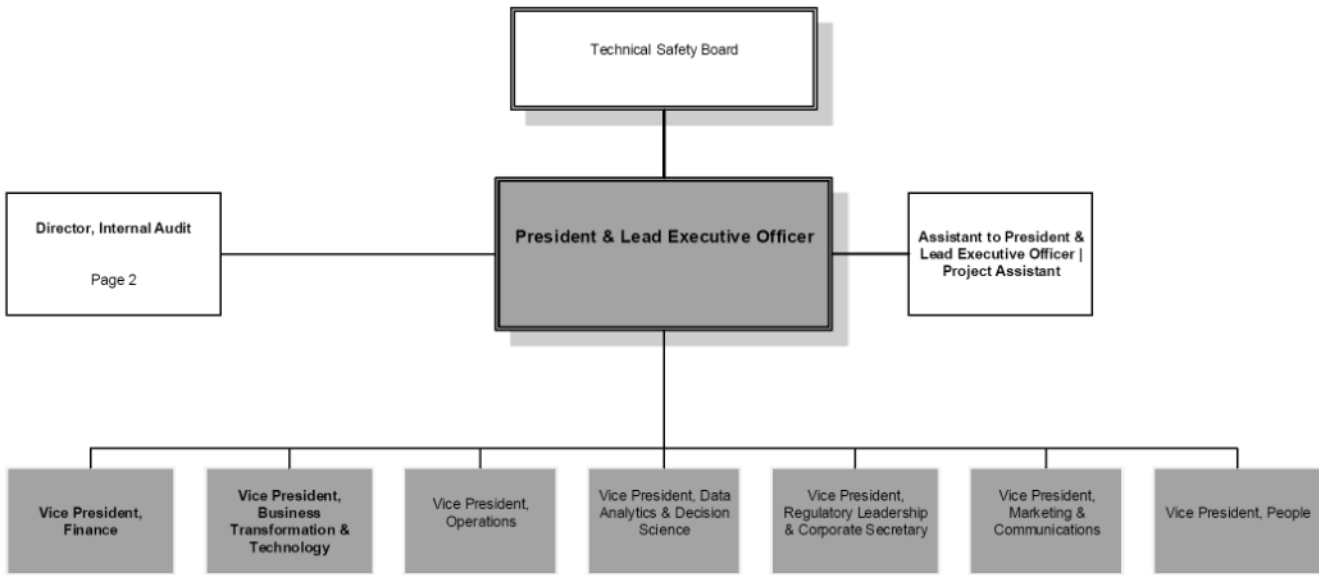 Technical Safety Board
Director, Internal Audit
Page 2
President & Lead Executive Officer
Assistant to President &
Lead Executive Officer |
Project Assistant
Vice President,
Finance
Vice President,
Business
Transformation &
Technology
Vice President,
Operations
Vice President, Data
Analytics & Decision
Science
Vice President,
Regulatory Leadership
& Corporate Secretary
Vice President,
Marketing &
Communications
Vice President, People